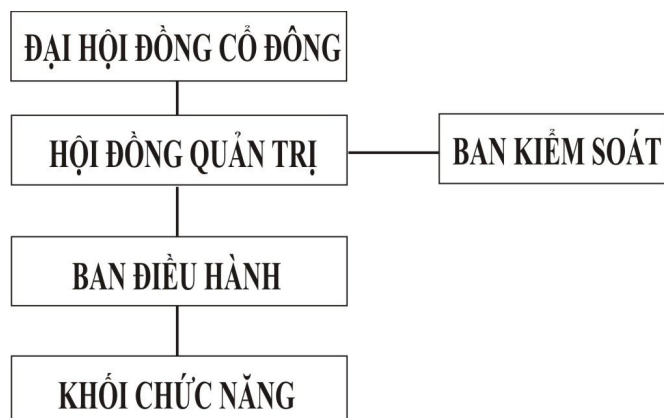 ĐẠI HỘI ĐỒNG CỔ ĐÔNG
HỘI ĐỒNG QUẢN TRỊ
BAN KIỂM SOÁT
BAN ĐIỀU HÀNH
KHỐI CHỨC NĂNG